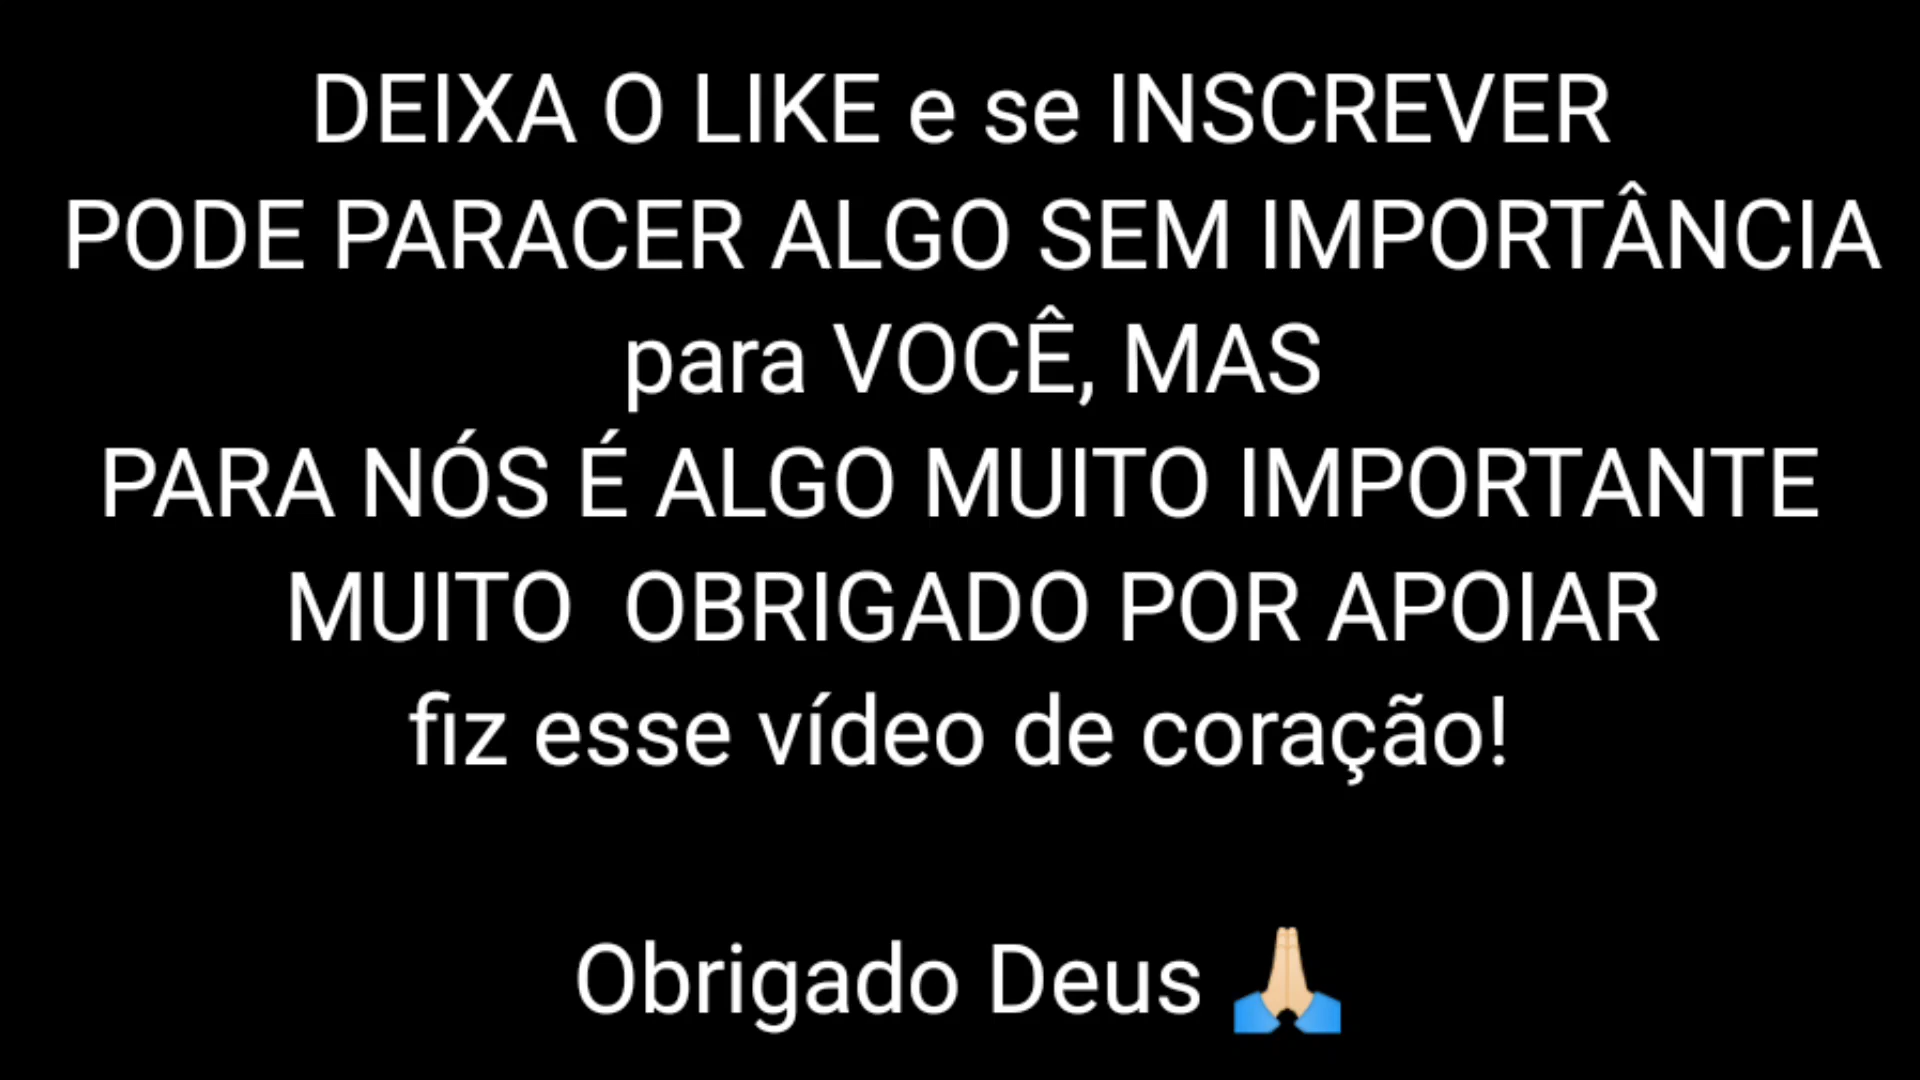 DEIXA O LIKE e se INSCREVER
PODE PARACER ALGO SEM IMPORTÂNCIA
para VOCÊ, MAS
PARA NÓS É ALGO MUITO IMPORTANTE
MUITO  OBRIGADO POR APOIAR
fiz esse vídeo de coração!
Obrigado Deus 🙏🏻